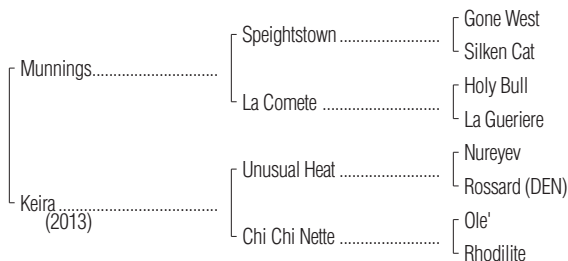 Gone West
Speightstown
Silken Cat
Munnings
Holy Bull
La Comete
La Gueriere
Nureyev
Unusual Heat
Rossard (DEN)
Keira
(2013)
Ole'
Chi Chi Nette
Rhodilite